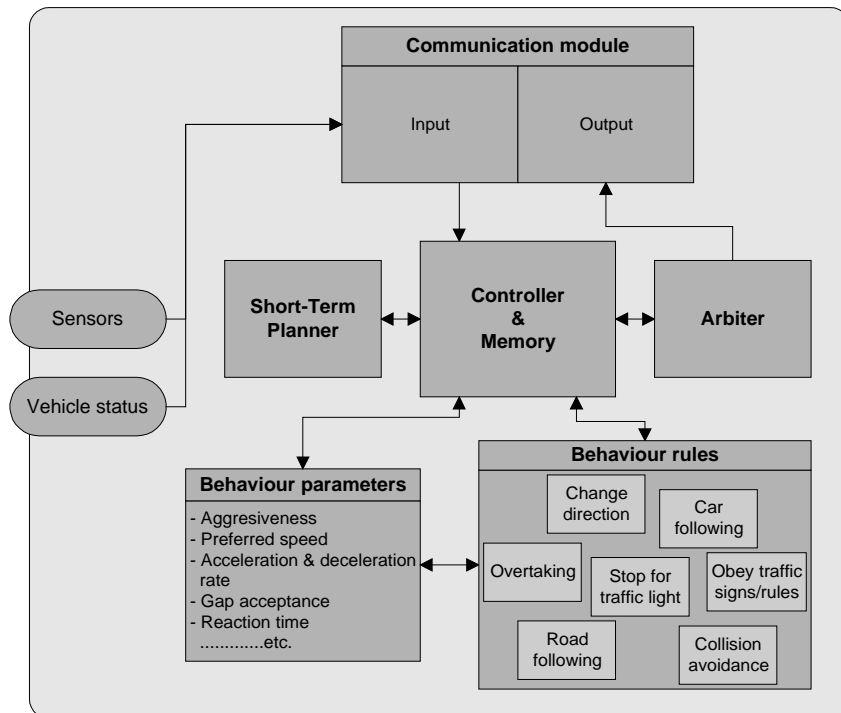 Communication module
Input
Output
Short-Term
Planner
Controller
&
Memory
Arbiter
Sensors
Vehicle status
Behaviour parameters
- Aggresiveness
- Preferred speed
- Acceleration & deceleration
rate
- Gap acceptance
- Reaction time
.............etc.
Behaviour rules
Change
direction
Car
following
Overtaking
Stop for
traffic light
Obey traffic
signs/rules
Road
following
Collision
avoidance